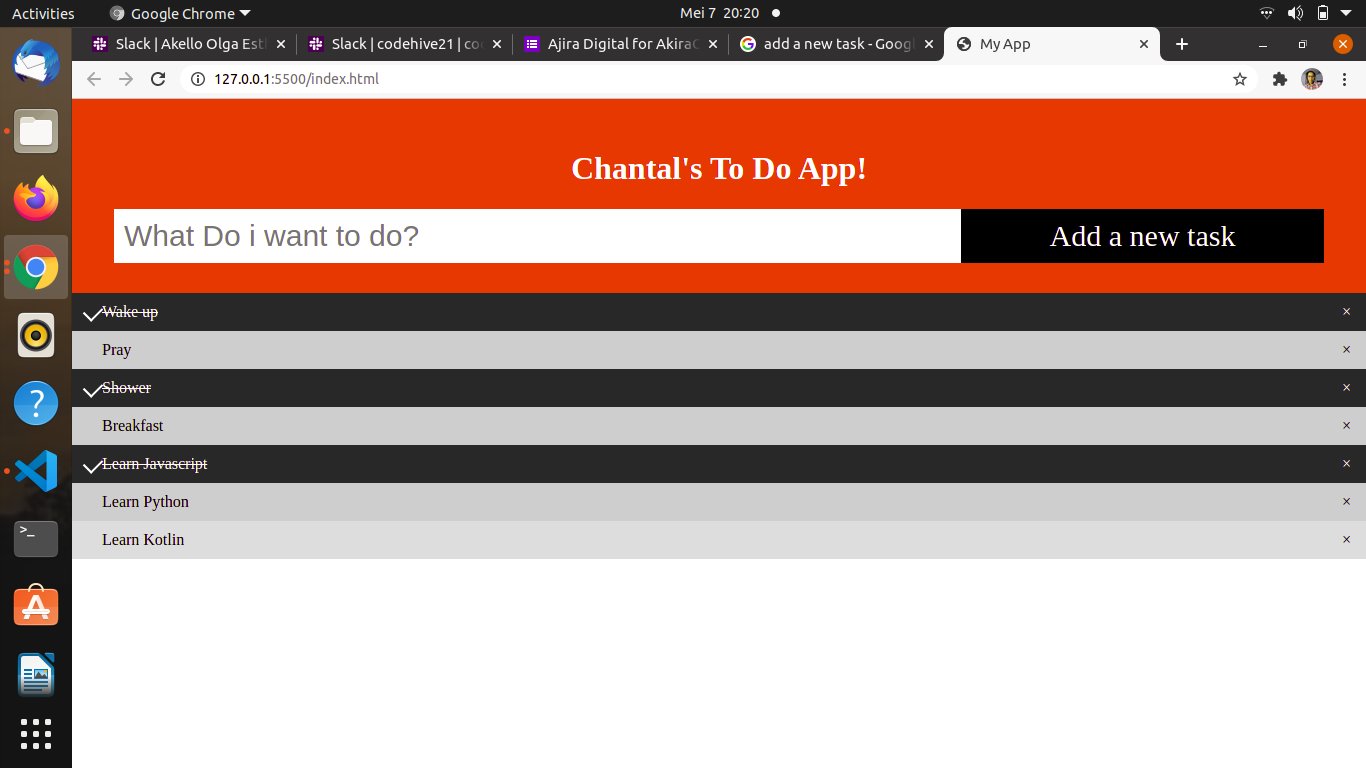 Activities
Google Chrome
Mei 7 20:20
Slack | Akello Olga Est
Slack | codehive21 | co
Ajira Digital for Akira
add a new task - Googl
My App
127.0.0.1:5500/index.html
Chantal's To Do App!
What Do i want to do?
Add a new task
Wake up ×
Pray ×
Shower ×
Breakfast ×
Learn Javascript ×
Learn Python ×
Learn Kotlin ×